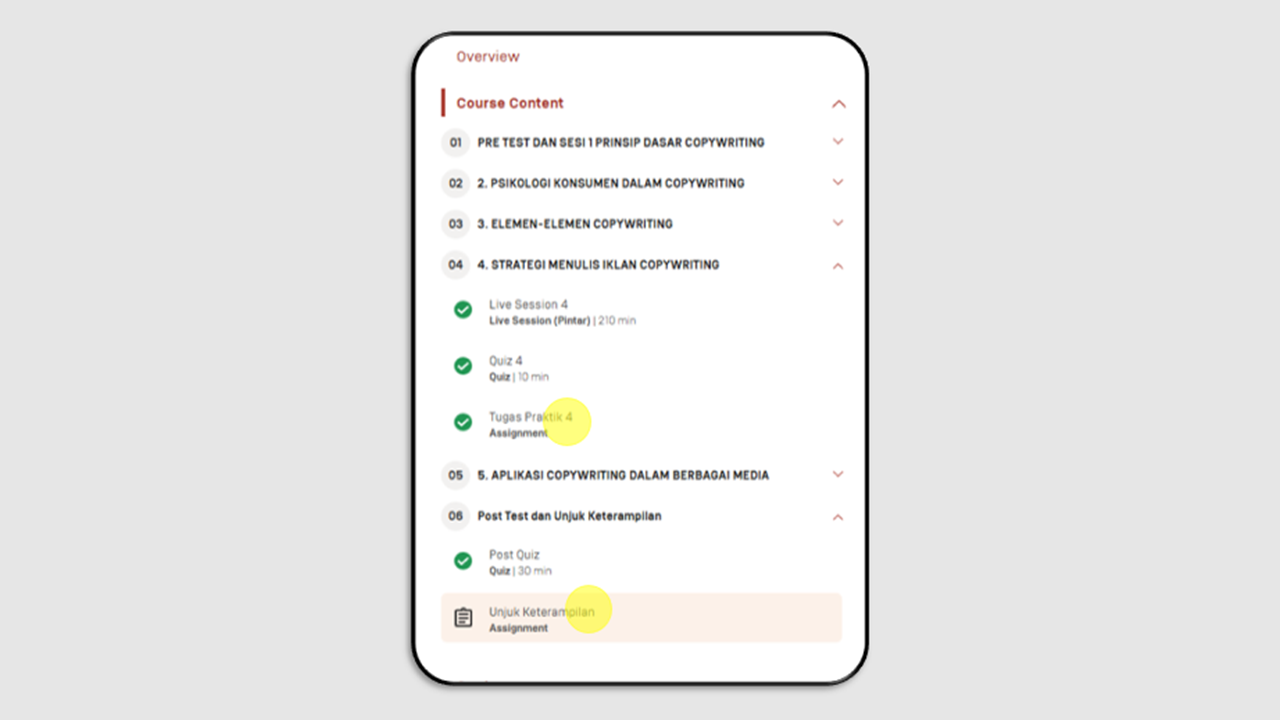 Overview
Course Content
01 PRE TEST DAN SESI 1 PRINSIP DASAR COPYWRITING
02 2. PSIKOLOGI KONSUMEN DALAM COPYWRITING
03 3. ELEMEN-ELEMEN COPYWRITING
04 4. STRATEGI MENULIS IKLAN COPYWRITING
Live Session 4
Live Session (Pintar) | 210 min
Quiz 4
Quiz | 10 min
Tugas Praktik 4
Assignment
05 5. APLIKASI COPYWRITING DALAM BERBAGAI MEDIA
06 Post Test dan Unjuk Keterampilan
Post Quiz
Quiz | 30 min
Unjuk Keterampilan
Assignment